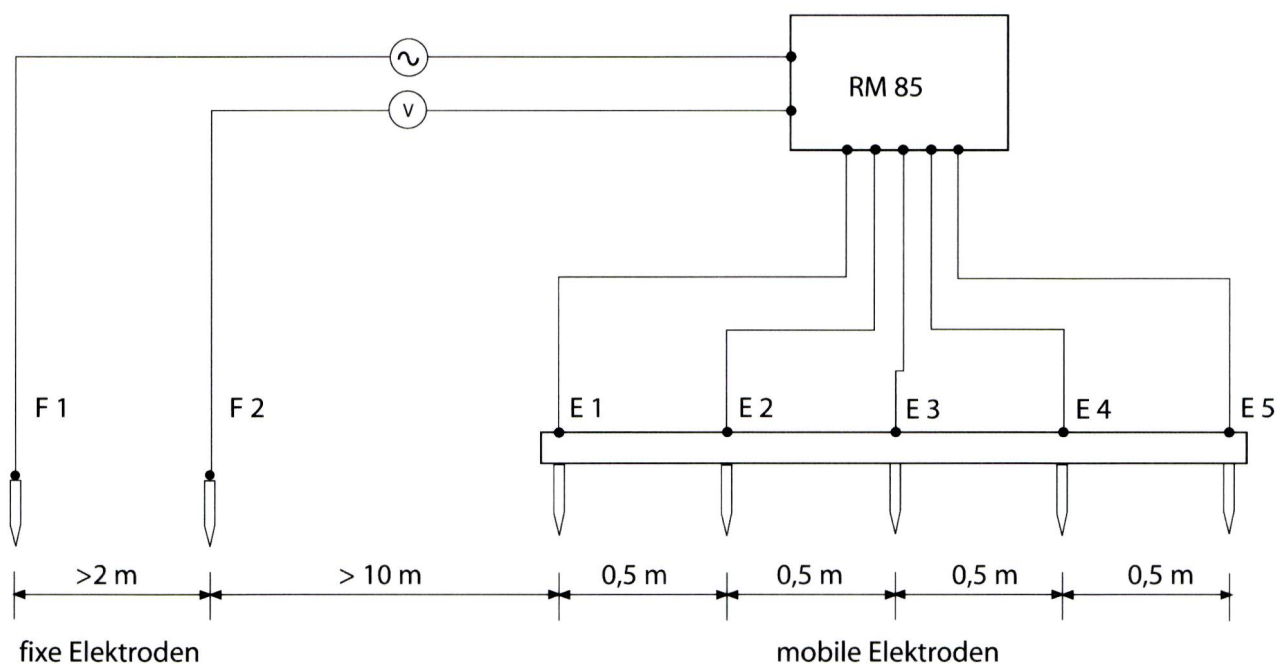 RM 85
V
F 1 F 2 E 1 E 2 E 3 E 4 E 5
>2 m > 10 m 0,5 m 0,5 m 0,5 m 0,5 m
fixe Elektroden mobile Elektroden